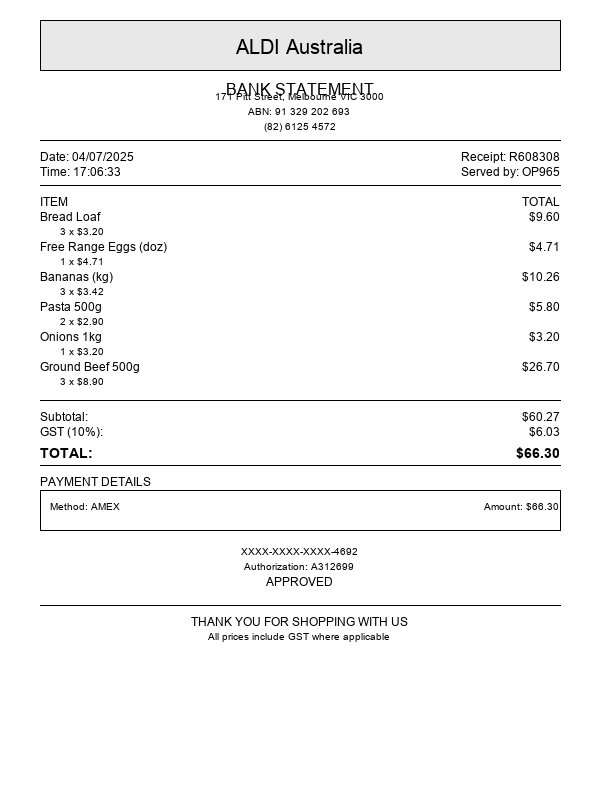 ALDI Australia
BANK STATEMENT
171 Pitt Street, Melbourne VIC 3000
ABN: 91 329 202 693
(82) 6125 4572
Date: 04/07/2025 Receipt: R608308
Time: 17:06:33 Served by: OP965
ITEM TOTAL
Bread Loaf $9.60
3 x $3.20
Free Range Eggs (doz) $4.71
1 x $4.71
Bananas (kg) $10.26
3 x $3.42
Pasta 500g $5.80
2 x $2.90
Onions 1kg $3.20
1 x $3.20
Ground Beef 500g $26.70
3 x $8.90
Subtotal: $60.27
GST (10%): $6.03
TOTAL: $66.30
PAYMENT DETAILS
Method: AMEX Amount: $66.30
XXXX-XXXX-XXXX-4692
Authorization: A312699
APPROVED
THANK YOU FOR SHOPPING WITH US
All prices include GST where applicable